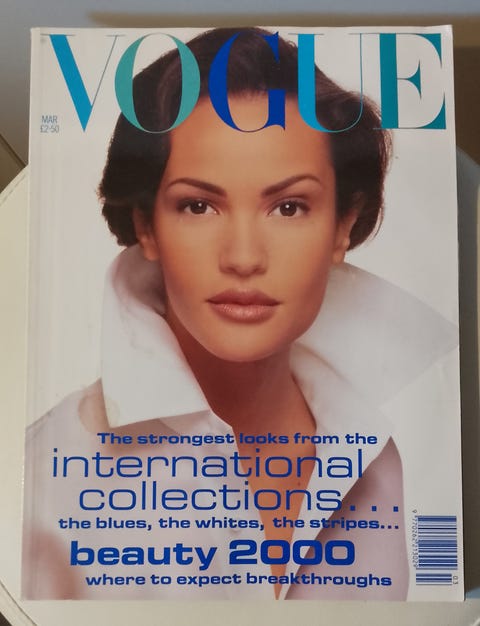 VOGUE
MAR
£2·50
The strongest looks from the
international
collections...
the blues, the whites, the stripes...
beauty 2000
where to expect breakthroughs
03